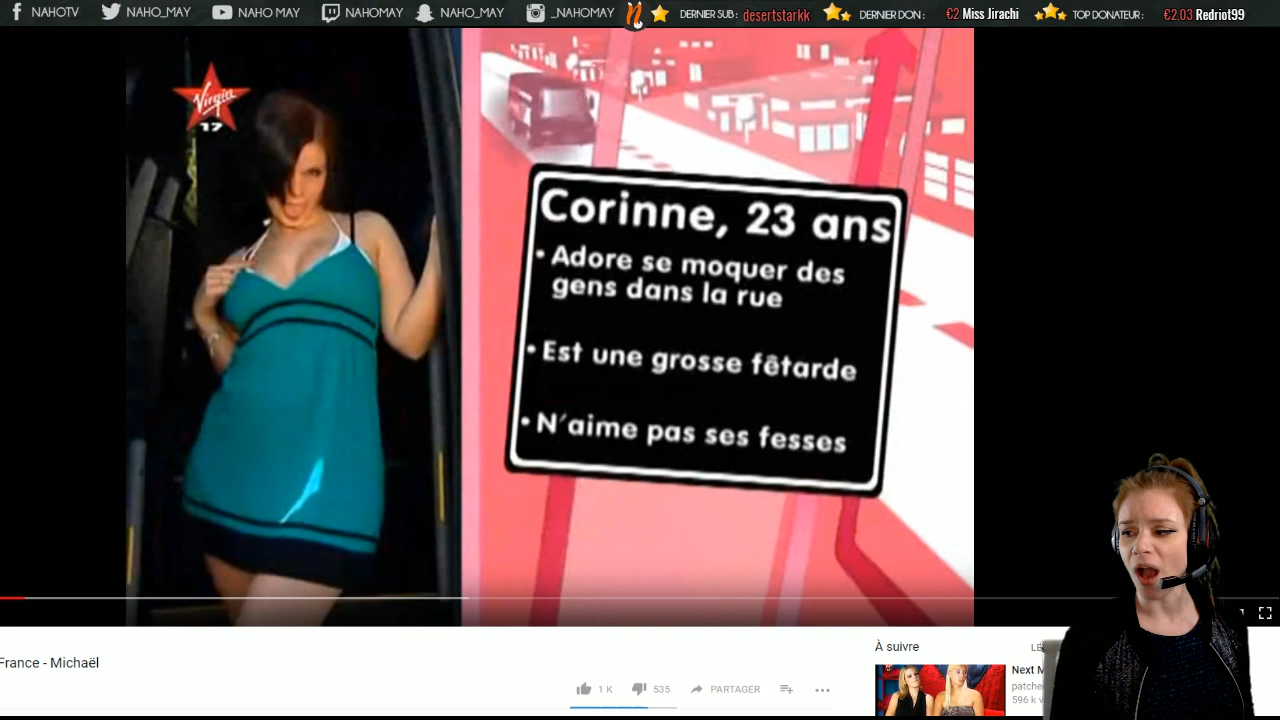 NAHOTV NAHO_MAY NAHO MAY NAHOMAY NAHO_MAY _NAHOMAY DERNIER SUB : desertstarkk DERNIER DON : €2 Miss Jirachi TOP DONATEUR : €2.03 Redriot99
Virgin
17
Corinne, 23 ans
• Adore se moquer des
gens dans la rue
• Est une grosse fêtarde
• N'aime pas ses fesses
À suivre
France - Michaël
Next
1 K 535 PARTAGER
596 k